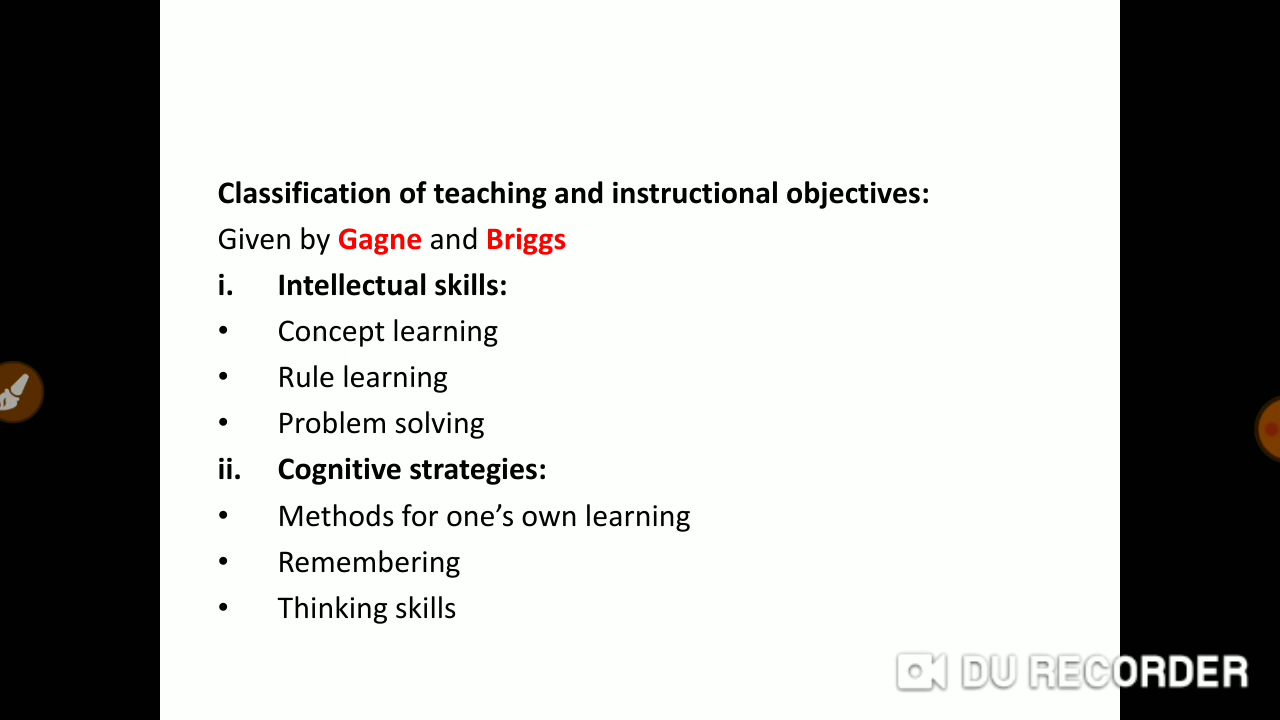 Classification of teaching and instructional objectives:
Given by Gagne and Briggs
i. Intellectual skills:
• Concept learning
• Rule learning
• Problem solving
ii. Cognitive strategies:
• Methods for one’s own learning
• Remembering
• Thinking skills
DU RECORDER